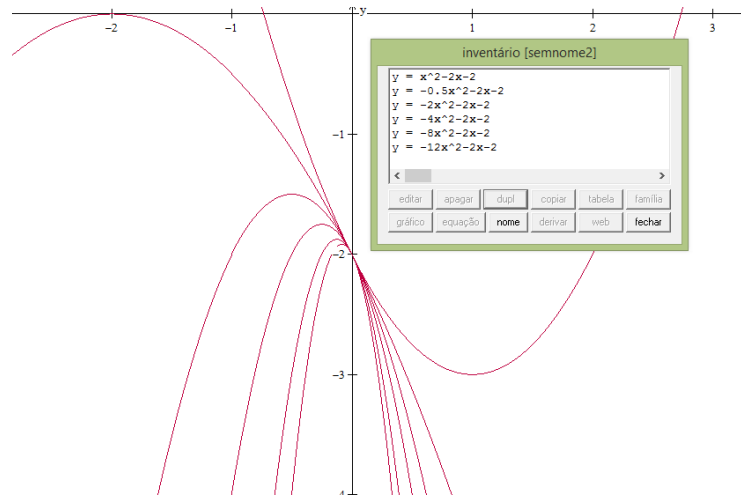 y
−2 −1 1 2 3
inventário [semnome2]
y = x^2-2x-2
y = -0.5x^2-2x-2
y = -2x^2-2x-2
y = -4x^2-2x-2
y = -8x^2-2x-2
y = -12x^2-2x-2
editar apagar dupl copiar tabela família
gráfico equação nome derivar web fechar
−1
−2
−3